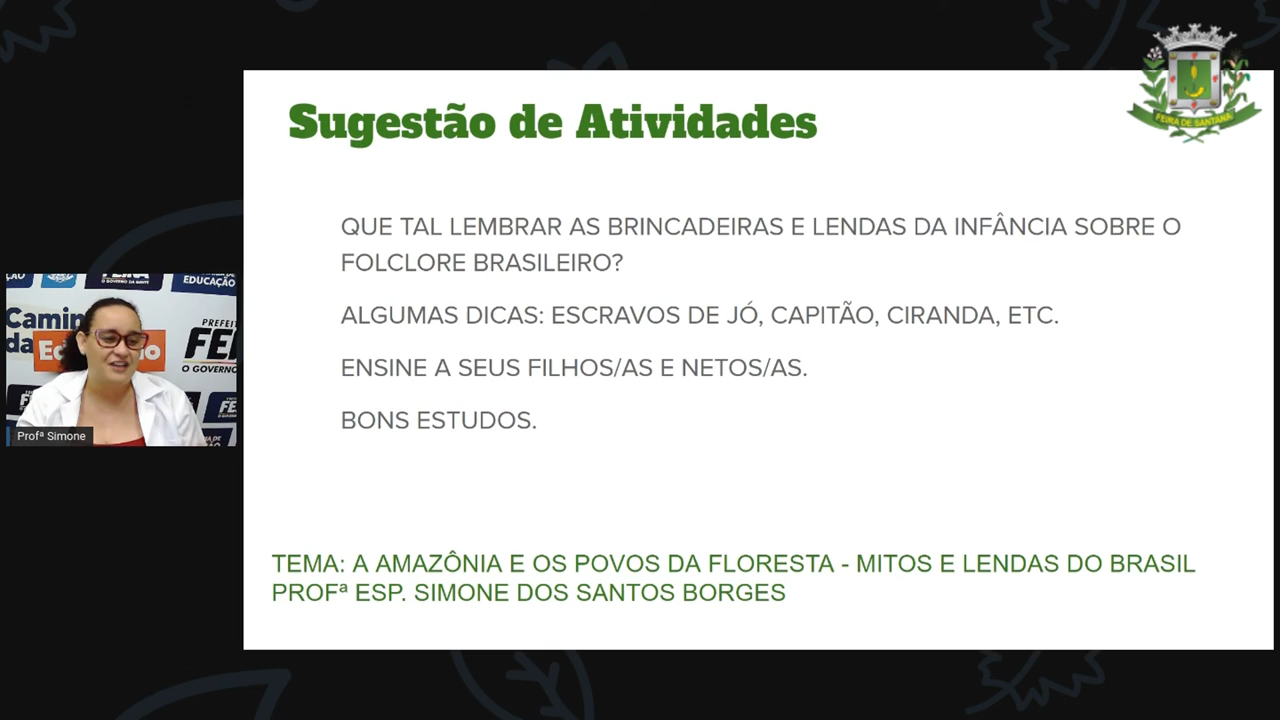 Sugestão de Atividades
FEIRA DE SANTANA
QUE TAL LEMBRAR AS BRINCADEIRAS E LENDAS DA INFÂNCIA SOBRE O
FOLCLORE BRASILEIRO?
ALGUMAS DICAS: ESCRAVOS DE JÓ, CAPITÃO, CIRANDA, ETC.
ENSINE A SEUS FILHOS/AS E NETOS/AS.
BONS ESTUDOS.
EDUCAÇÃO
Profª Simone
TEMA: A AMAZÔNIA E OS POVOS DA FLORESTA - MITOS E LENDAS DO BRASIL
PROFª ESP. SIMONE DOS SANTOS BORGES